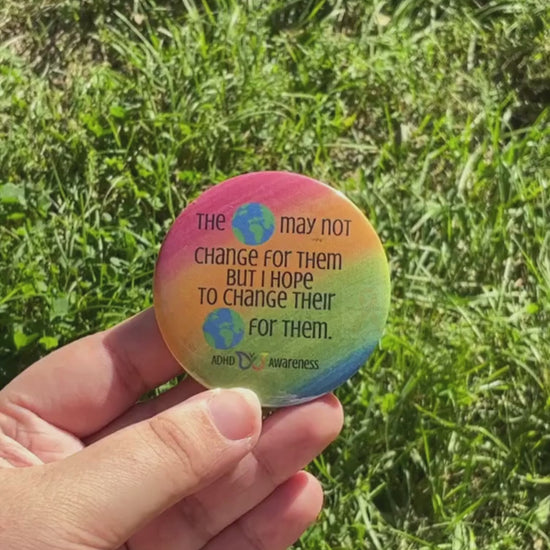 THE MAY NOT
CHANGE FOR THEM
BUT I HOPE
TO CHANGE THEIR
FOR THEM.
ADHD AWARENESS